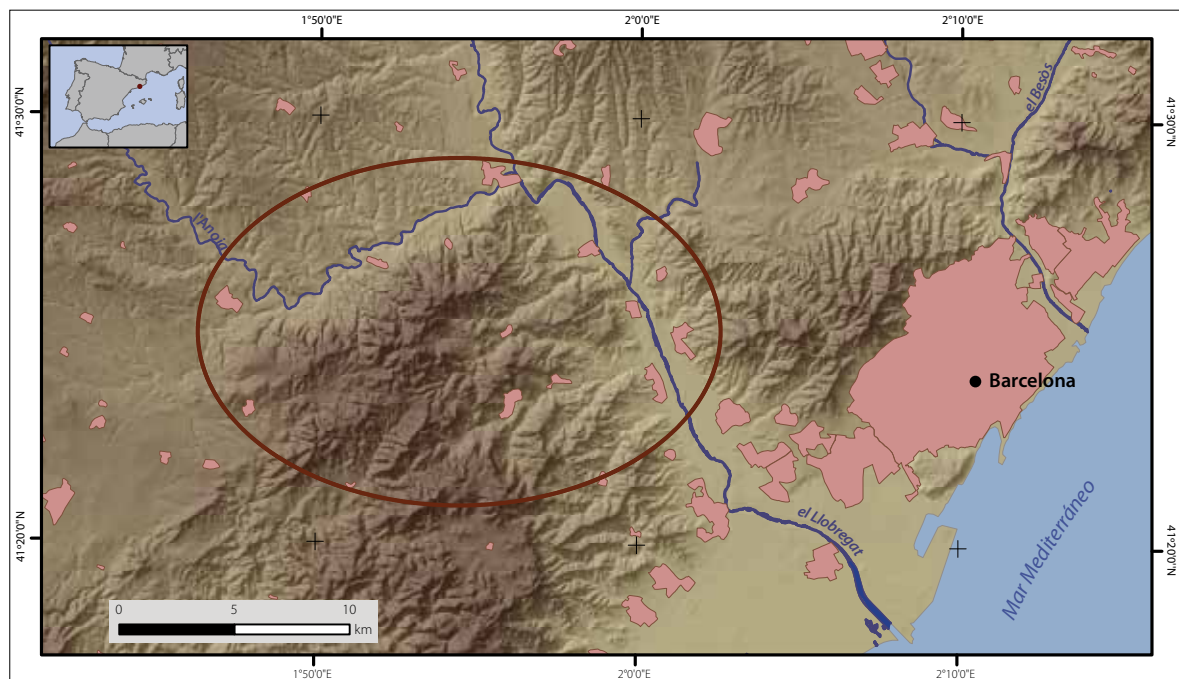 1°50'0"E
2°0'0"E
2°10'0"E
41°30'0"N
41°30'0"N
el Besòs
l'Anoia
Barcelona
el Llobregat
Mar Mediterráneo
41°20'0"N
41°20'0"N
0
5
10
km
1°50'0"E
2°0'0"E
2°10'0"E